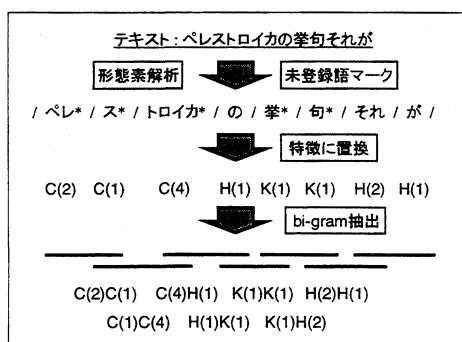 テキスト：ペレストロイカの挙句それが
形態素解析
未登録語マーク
/ ペレ* / ス* / トロイカ* / の / 挙* / 句* / それ / が /
特徴に置換
C(2) C(1) C(4) H(1) K(1) K(1) H(2) H(1)
bi-gram抽出
C(2)C(1) C(4)H(1) K(1)K(1) H(2)H(1)
C(1)C(4) H(1)K(1) K(1)H(2)